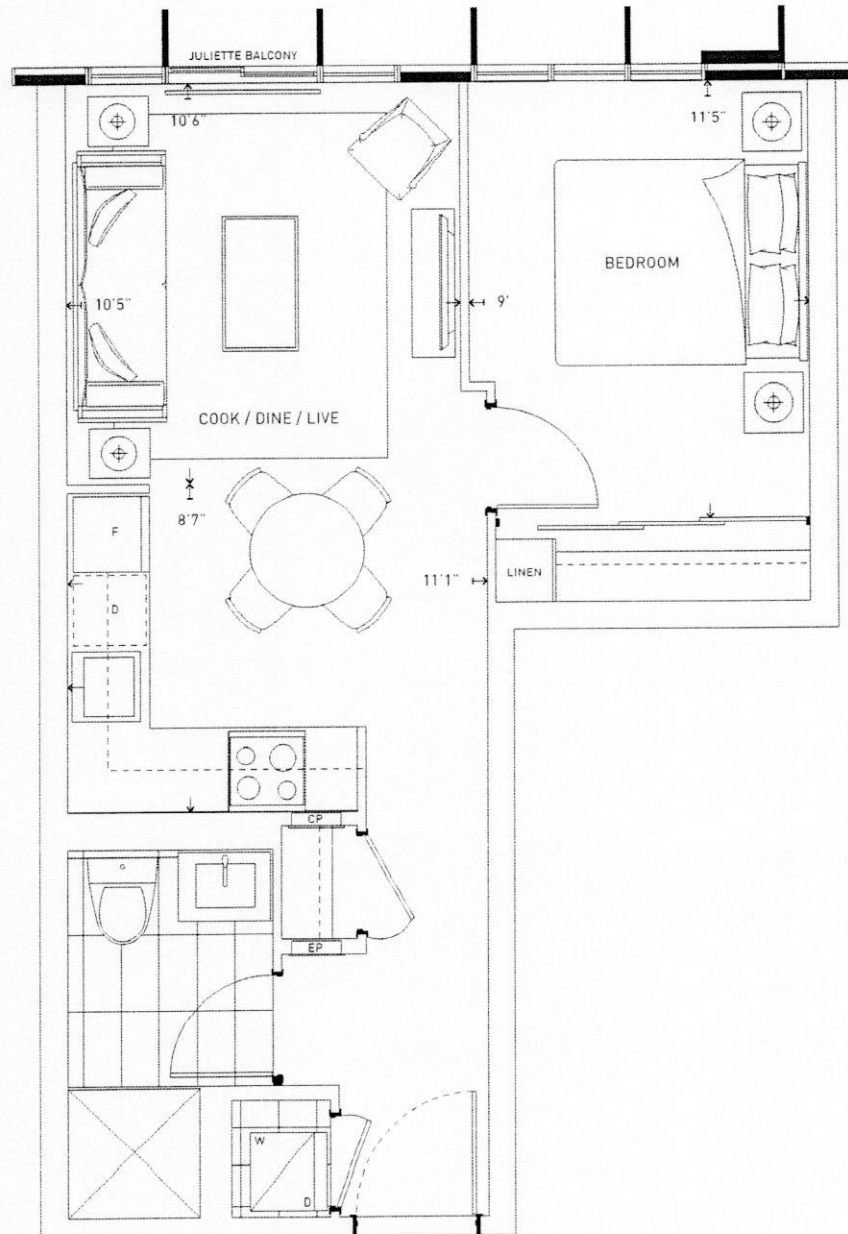 JULIETTE BALCONY
10'6"
11'5"
BEDROOM
10'5"
9'
COOK / DINE / LIVE
8'7"
F
D
11'1"
LINEN
CP
EP
W
D